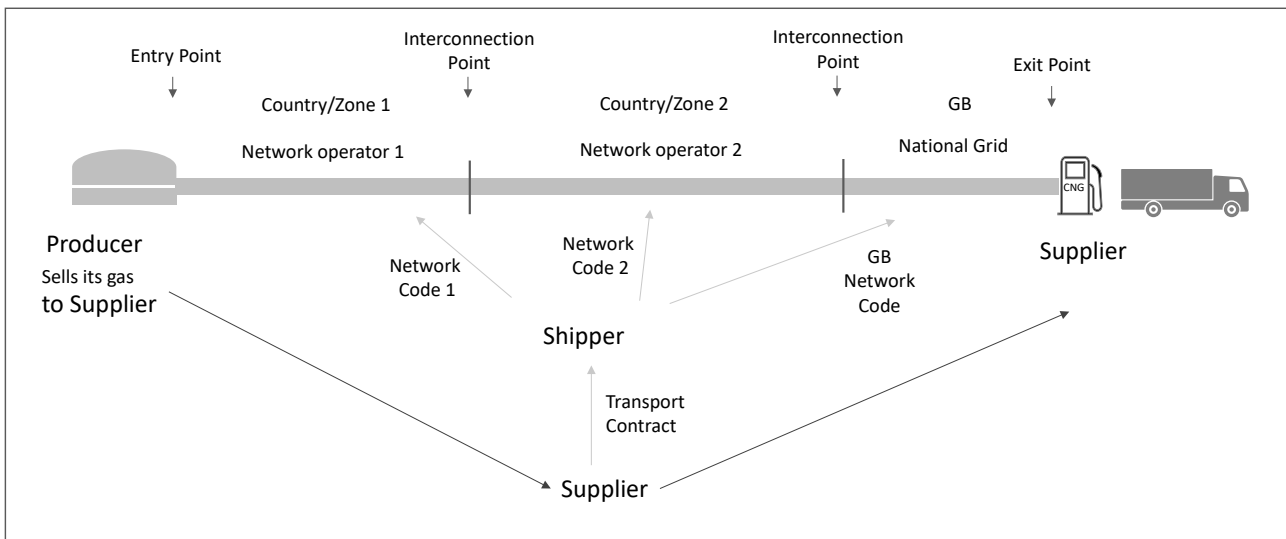 Entry Point
Interconnection
Point
Interconnection
Point
Exit Point
Country/Zone 1
Country/Zone 2
GB
Network operator 1
Network operator 2
National Grid
CNG
Producer
Sells its gas
to Supplier
Network
Code 1
Network
Code 2
GB
Network
Code
Supplier
Shipper
Transport
Contract
Supplier